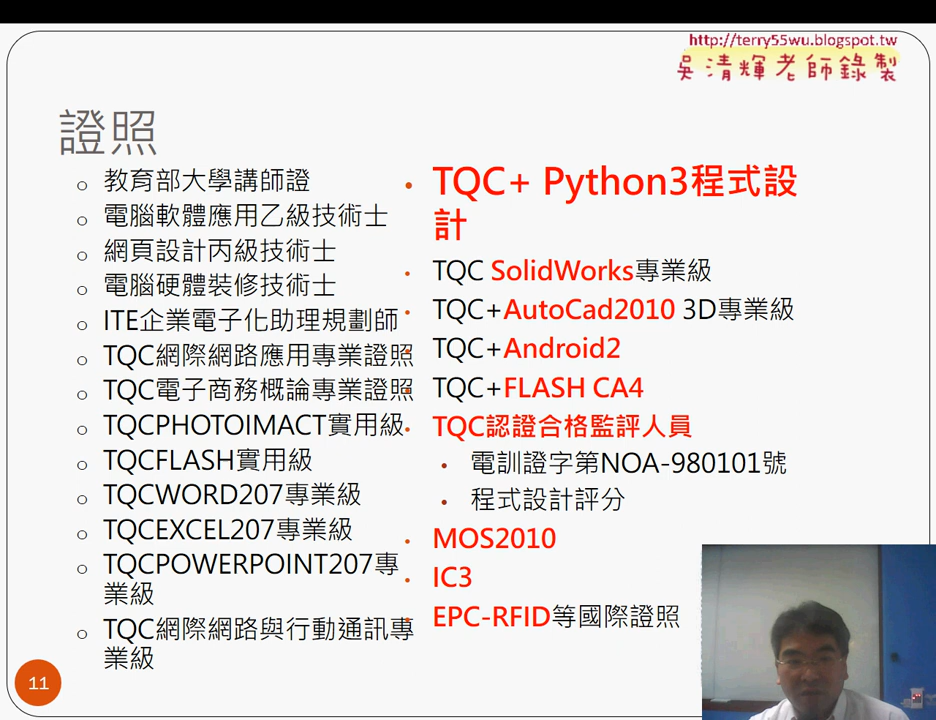 http://terry55wu.blogspot.tw
吳清輝老師錄製
證照
教育部大學講師證
電腦軟體應用乙級技術士
網頁設計丙級技術士
電腦硬體裝修技術士
ITE企業電子化助理規劃師
TQC網際網路應用專業證照
TQC電子商務概論專業證照
TQCPHOTOIMACT實用級
TQCFLASH實用級
TQCWORD207專業級
TQCEXCEL207專業級
TQCPOWERPOINT207專
業級
TQC網際網路與行動通訊專
業級
TQC+ Python3程式設
計
TQC SolidWorks專業級
TQC+AutoCad2010 3D專業級
TQC+Android2
TQC+FLASH CA4
TQC認證合格監評人員
電訓證字第NOA-980101號
程式設計評分
MOS2010
IC3
EPC-RFID等國際證照
11